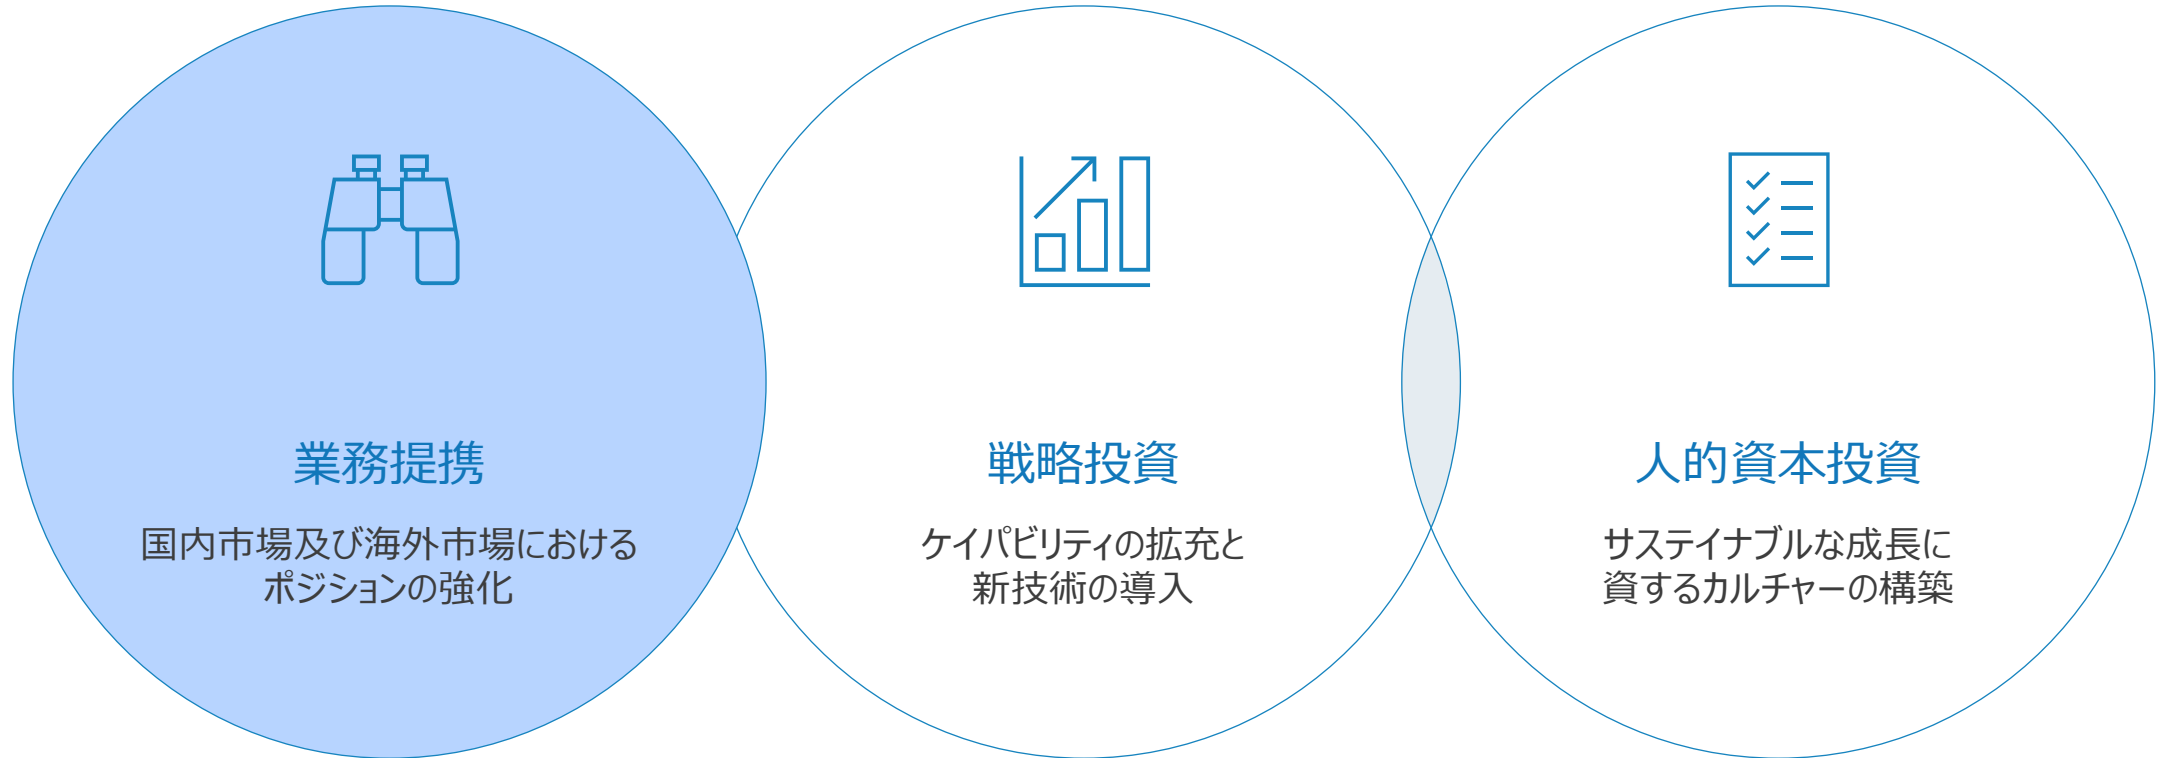 業務提携
国内市場及び海外市場における
ポジションの強化
戦略投資
ケイパビリティの拡充と
新技術の導入
人的資本投資
サステイナブルな成長に
資するカルチャーの構築